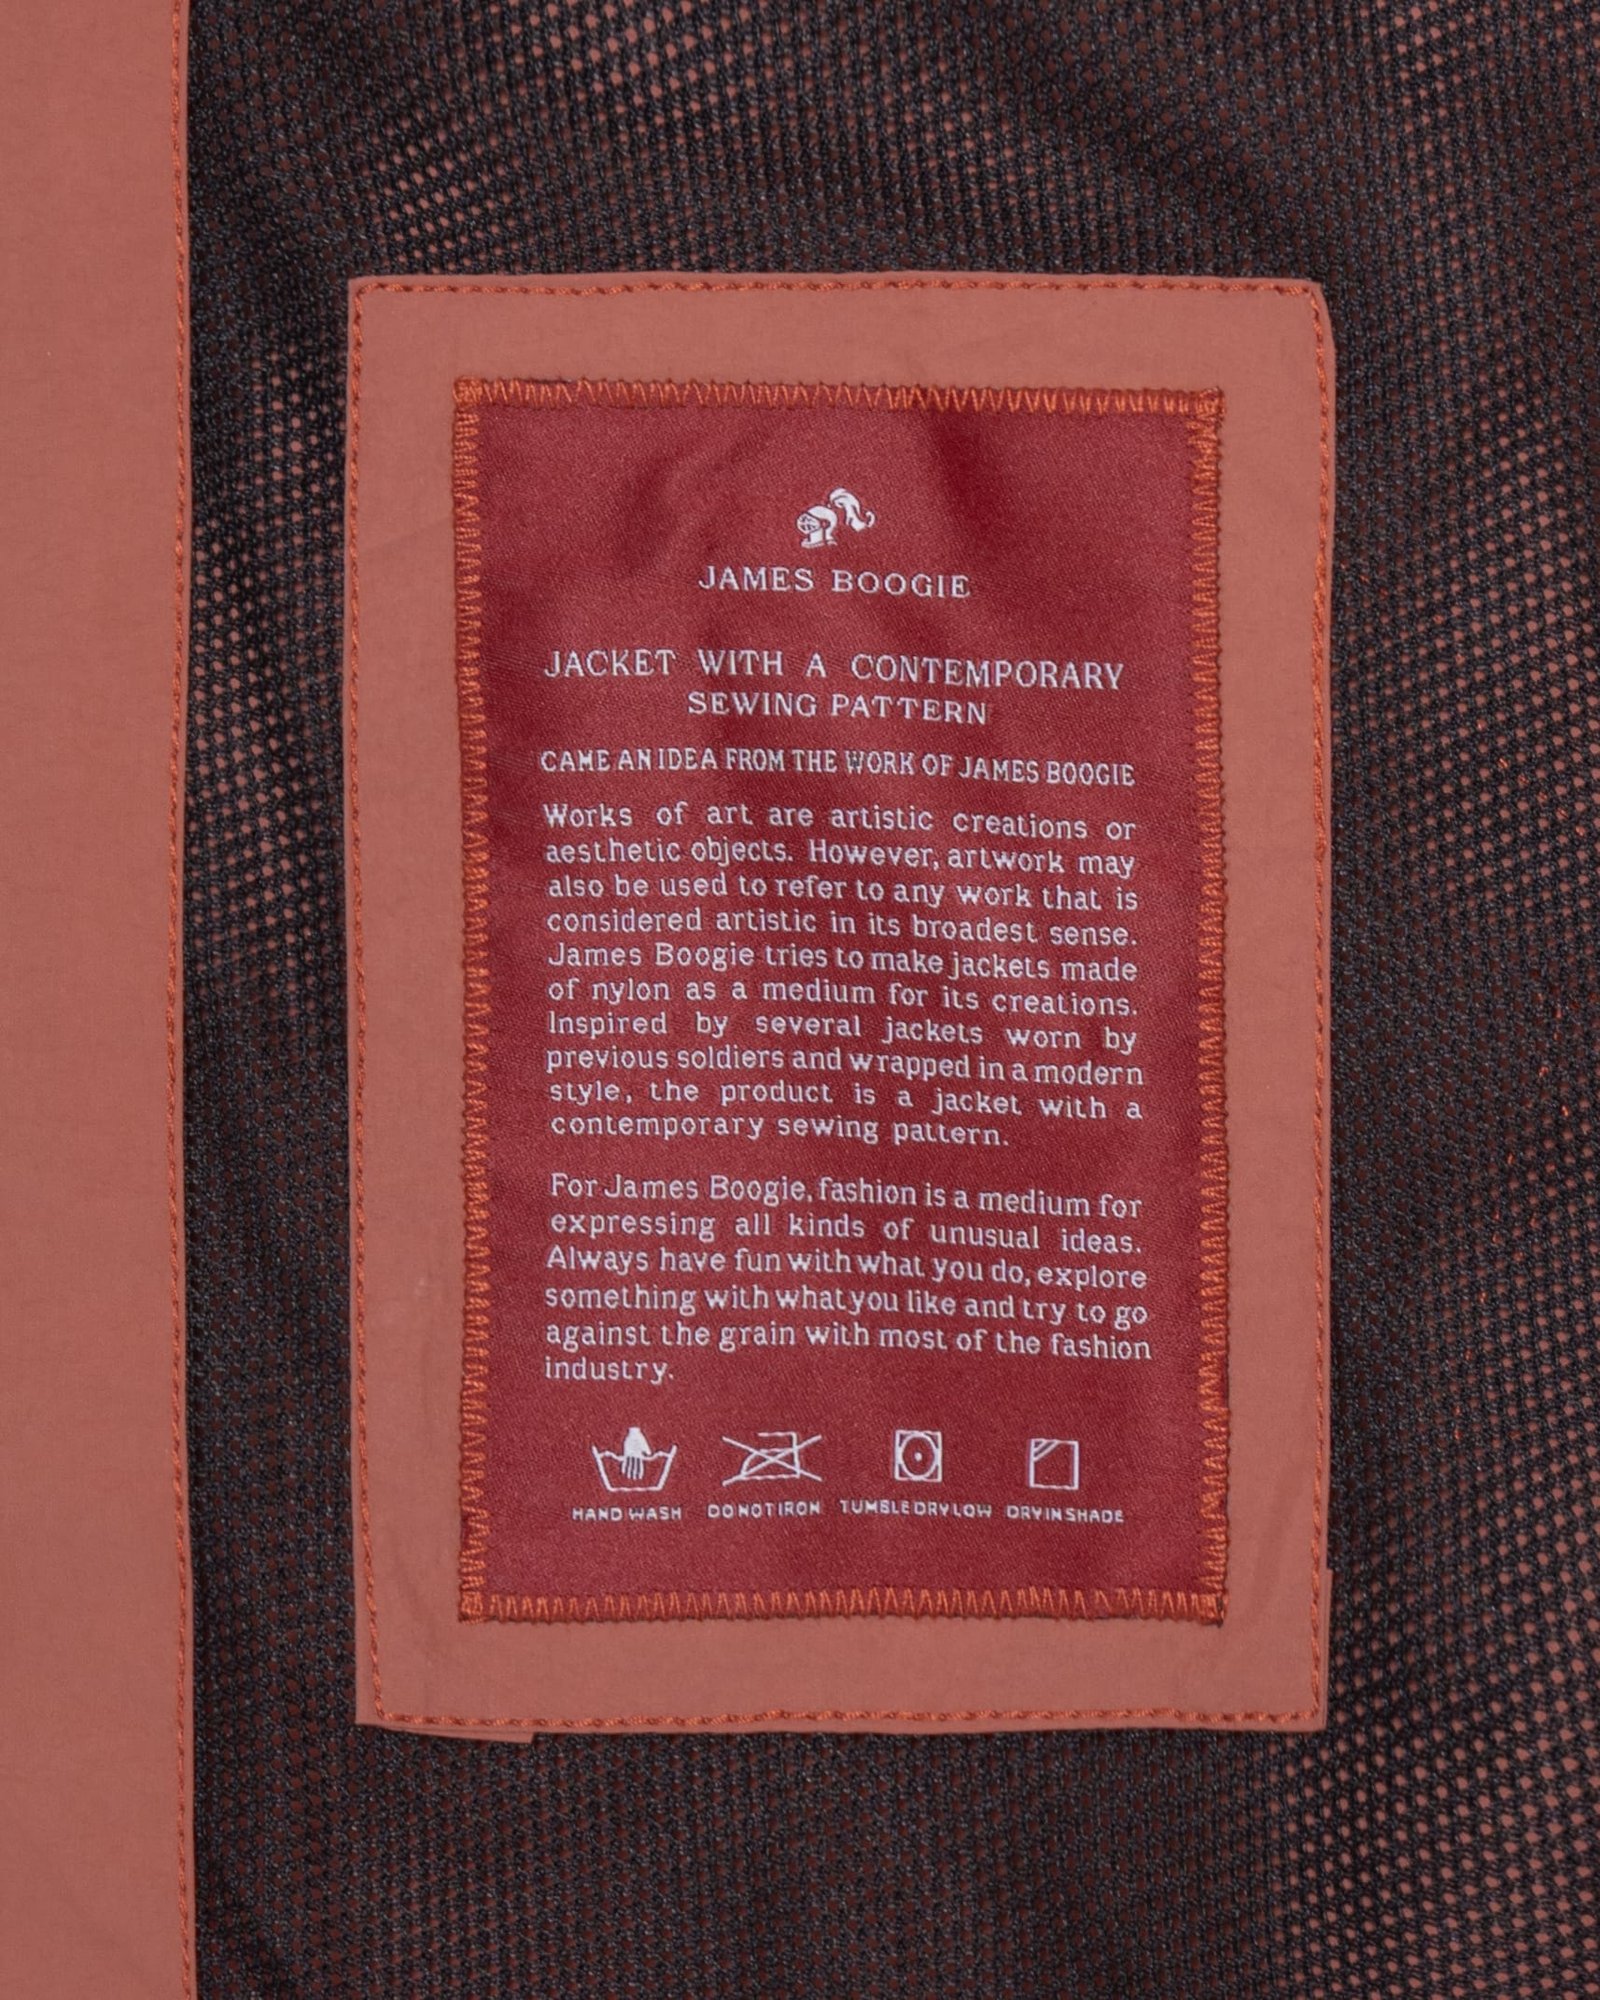 JAMES BOOGIE
JACKET WITH A CONTEMPORARY
SEWING PATTERN
CAME AN IDEA FROM THE WORK OF JAMES BOOGIE
Works of art are artistic creations or
aesthetic objects. However, artwork may
also be used to refer to any work that is
considered artistic in its broadest sense.
James Boogie tries to make jackets made
of nylon as a medium for its creations.
Inspired by several jackets worn by
previous soldiers and wrapped in a modern
style, the product is a jacket with a
contemporary sewing pattern.
For James Boogie, fashion is a medium for
expressing all kinds of unusual ideas.
Always have fun with what you do, explore
something with what you like and try to go
against the grain with most of the fashion
industry.
HAND WASH DO NOT IRON TUMBLE DRY LOW DRY IN SHADE